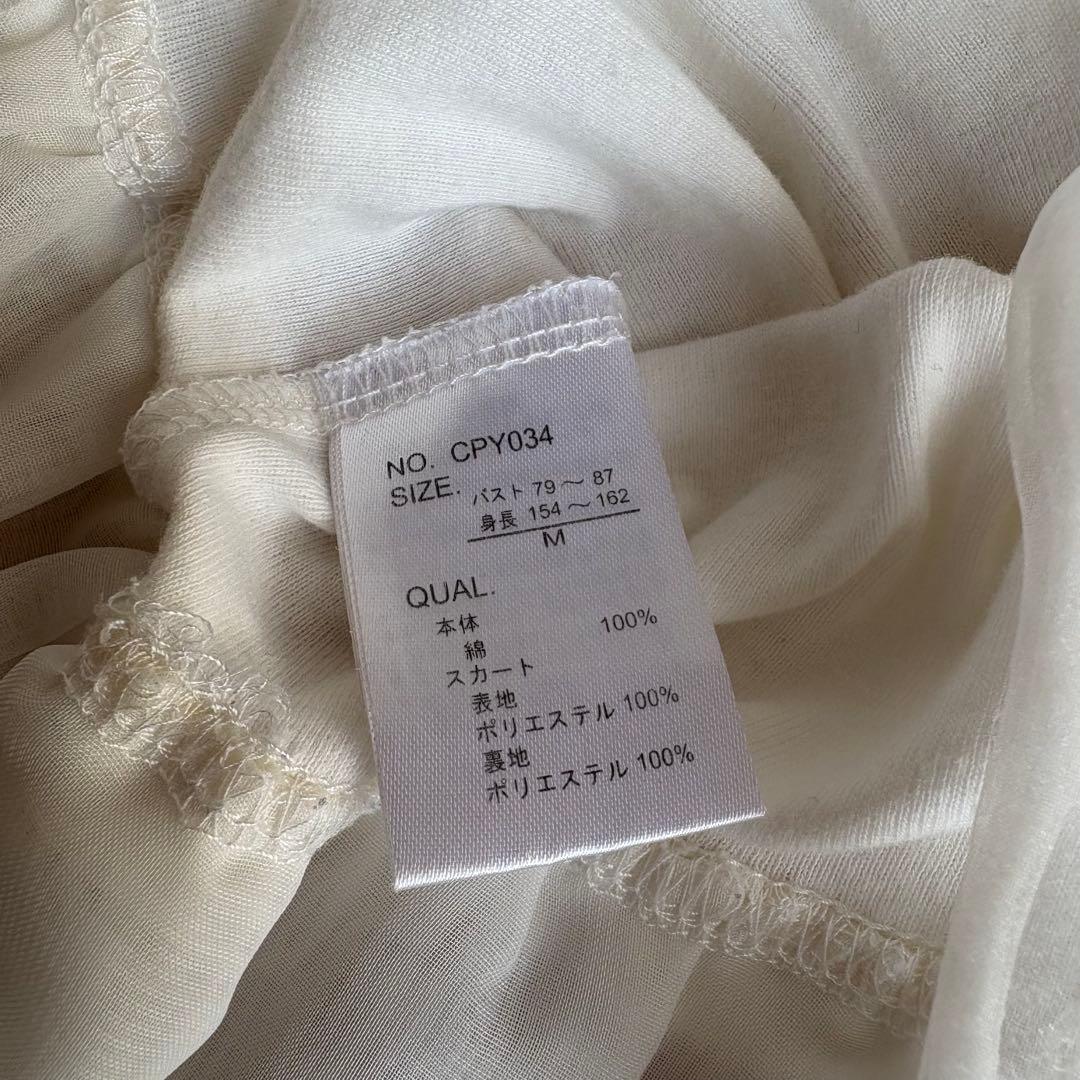 NO. CPY034
SIZE. バスト 79～87
身長 154～162
M
QUAL.
本体
綿 100%
スカート
表地
ポリエステル 100%
裏地
ポリエステル 100%